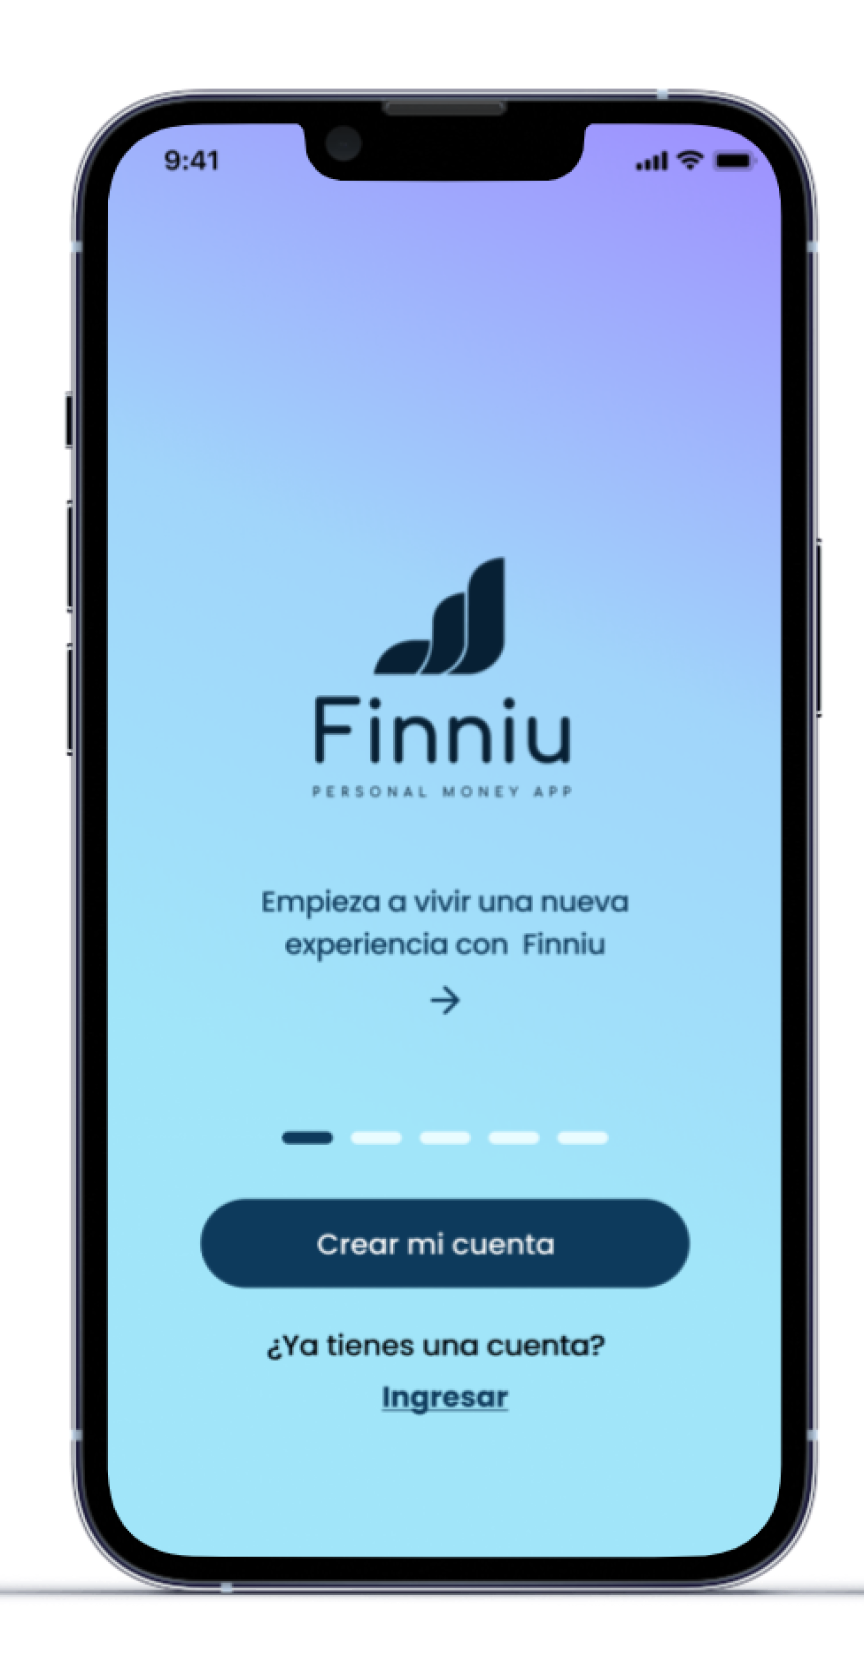 9:41
Finniu
PERSONAL MONEY APP
Empieza a vivir una nueva
experiencia con Finniu
Crear mi cuenta
¿Ya tienes una cuenta?
Ingresar